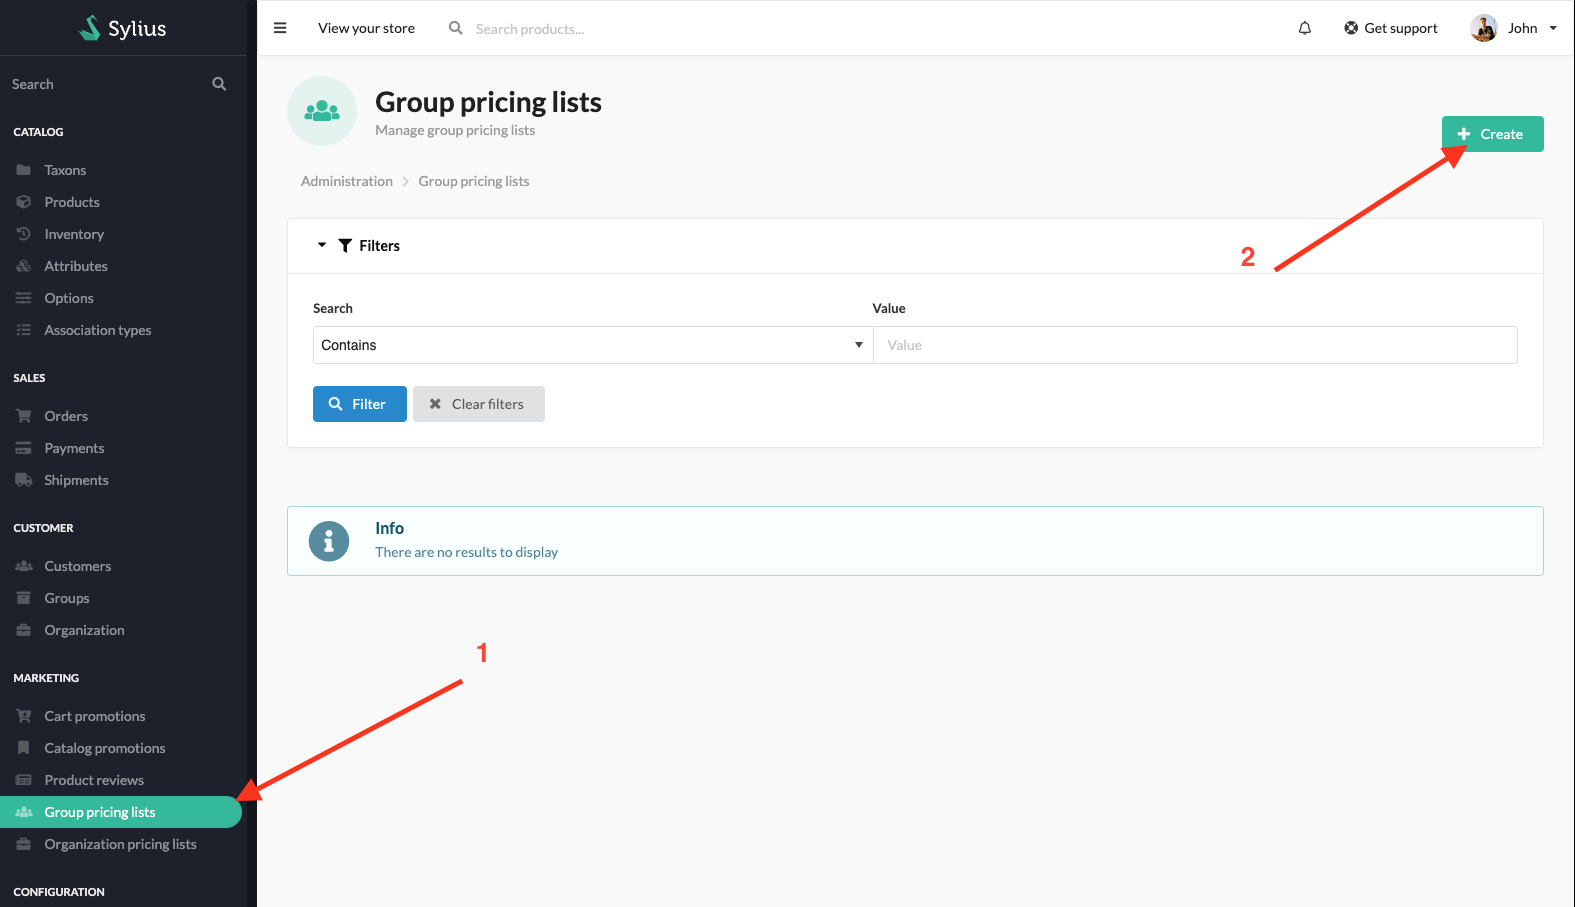 Sylius
Search
CATALOG
Taxons
Products
Inventory
Attributes
Options
Association types
SALES
Orders
Payments
Shipments
CUSTOMER
Customers
Groups
Organization
MARKETING
Cart promotions
Catalog promotions
Product reviews
Group pricing lists
Organization pricing lists
CONFIGURATION
View your store
Search products...
Get support
John
Group pricing lists
Manage group pricing lists
Create
Administration
Group pricing lists
2
Filters
Search
Value
Contains
Value
Filter
Clear filters
Info
There are no results to display
1